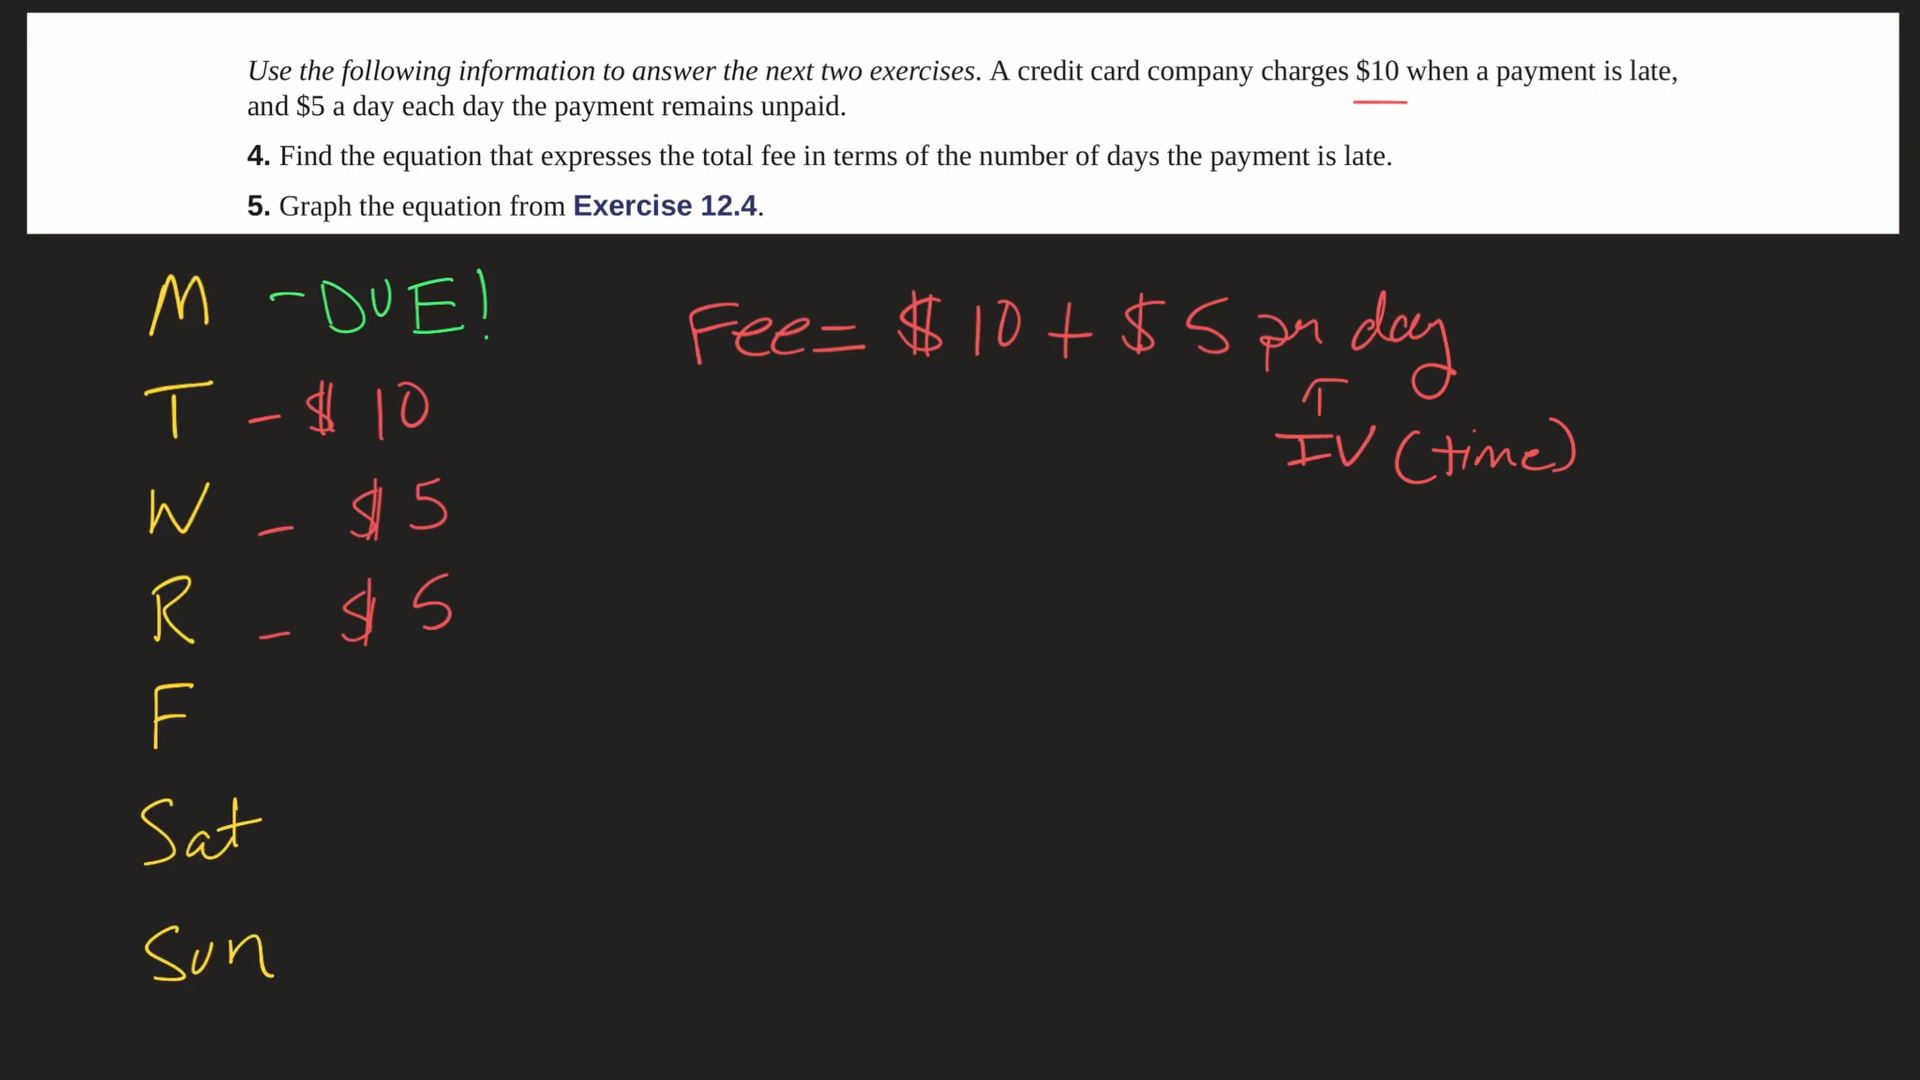 Use the following information to answer the next two exercises. A credit card company charges $10 when a payment is late,
and $5 a day each day the payment remains unpaid.
4. Find the equation that expresses the total fee in terms of the number of days the payment is late.
5. Graph the equation from Exercise 12.4.
M - DUE!
T - $10
W - $5
R - $5
F
Sat
Sun
Fee = $10 + $5 per day
IV (time)